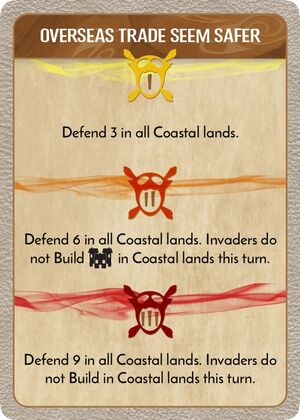 OVERSEAS TRADE SEEM SAFER
I
Defend 3 in all Coastal lands.
II
Defend 6 in all Coastal lands. Invaders do
not Build in Coastal lands this turn.
III
Defend 9 in all Coastal lands. Invaders do
not Build in Coastal lands this turn.